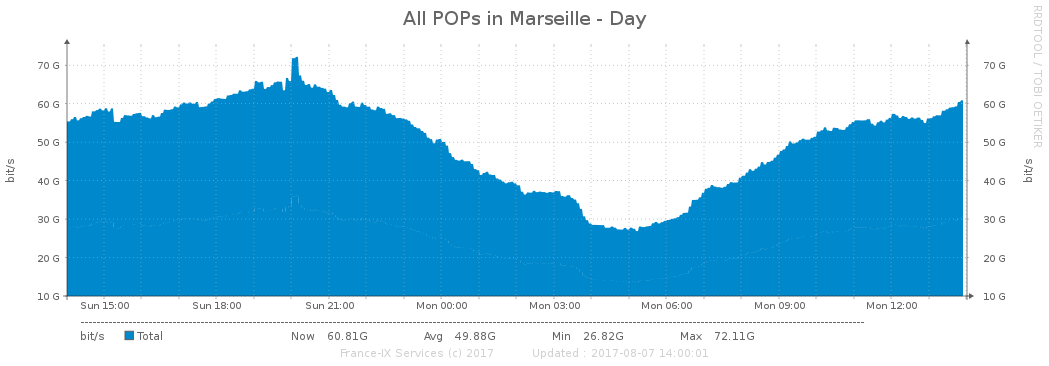 All POPs in Marseille - Day
RRDTOOL / TOBI OETIKER
bit/s
bit/s
70 G
70 G
60 G
60 G
50 G
50 G
40 G
40 G
30 G
30 G
20 G
20 G
10 G
10 G
Sun 15:00 Sun 18:00 Sun 21:00 Mon 00:00 Mon 03:00 Mon 06:00 Mon 09:00 Mon 12:00
bit/s Total Now 60.81G Avg 49.88G Min 26.82G Max 72.11G
France-IX Services (c) 2017 Updated : 2017-08-07 14:00:01